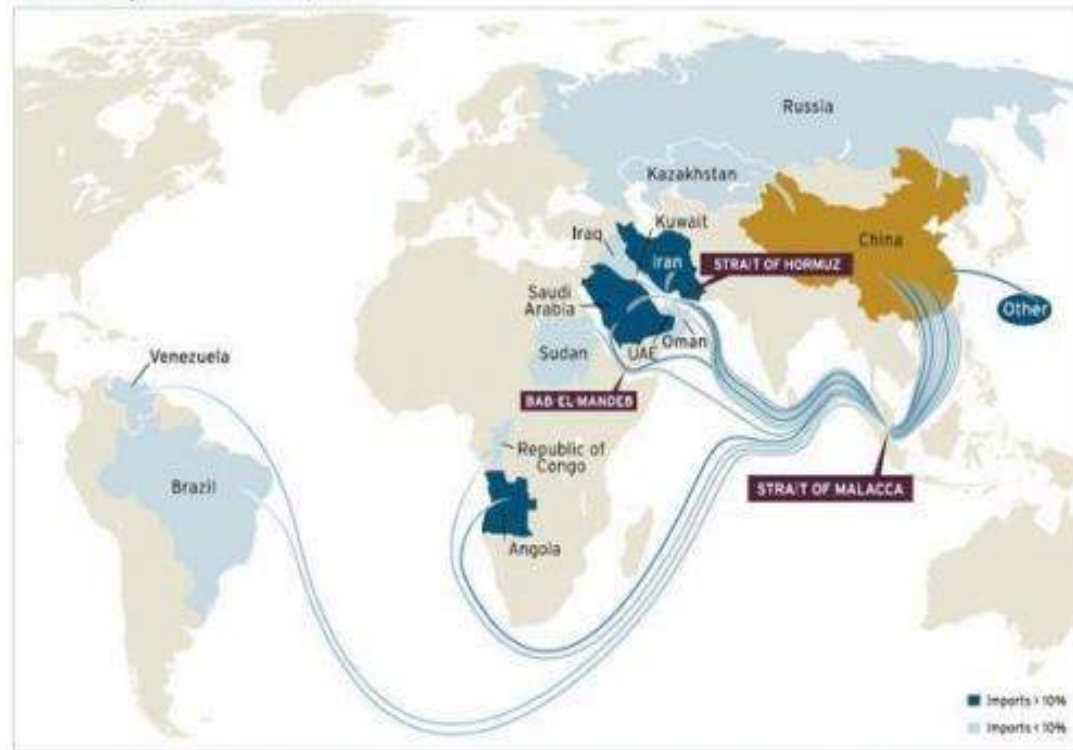 Russia
Kazakhstan
Kuwait
Iraq
Iran
STRAIT OF HORMUZ
China
Saudi
Arabia
Other
Oman
UAE
Sudan
Venezuela
BAB-EL-MANDEB
Republic of
Congo
Brazil
STRAIT OF MALACCA
Angola
Imports > 10%
Imports < 10%